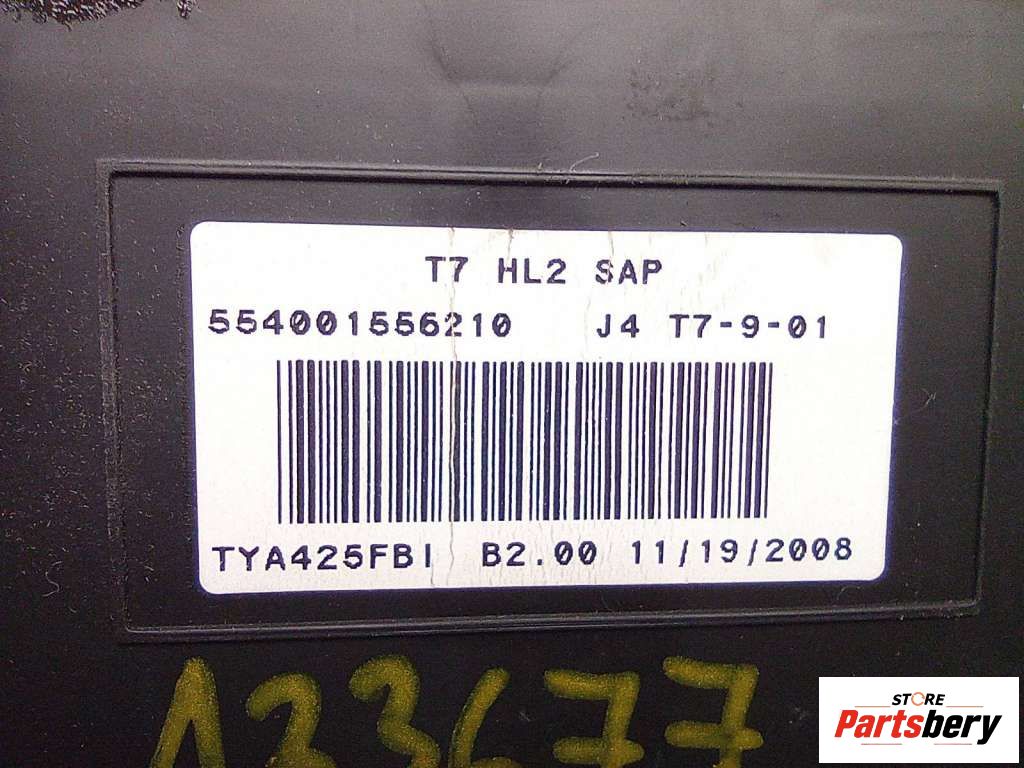 T7 HL2 SAP
554001556210 J4 T7-9-01
TYA425FBI B2.00 11/19/2008
123677
STORE
Partsbery